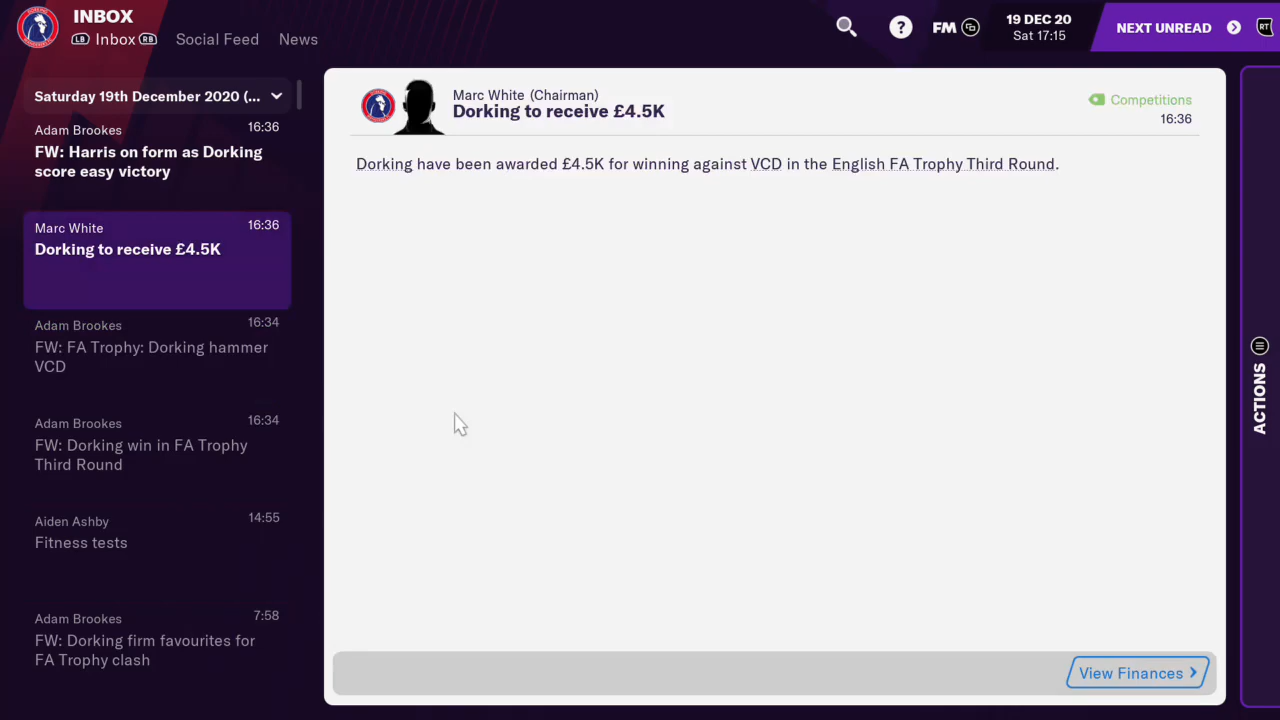 INBOX
LB Inbox RB Social Feed News
FM
19 DEC 20
Sat 17:15
NEXT UNREAD
RT
Saturday 19th December 2020 (...
Adam Brookes 16:36
FW: Harris on form as Dorking
score easy victory
Marc White 16:36
Dorking to receive £4.5K
Adam Brookes 16:34
FW: FA Trophy: Dorking hammer
VCD
Adam Brookes 16:34
FW: Dorking win in FA Trophy
Third Round
Aiden Ashby 14:55
Fitness tests
Adam Brookes 7:58
FW: Dorking firm favourites for
FA Trophy clash
Marc White (Chairman)
Dorking to receive £4.5K
Competitions
16:36
Dorking have been awarded £4.5K for winning against VCD in the English FA Trophy Third Round.
View Finances
ACTIONS